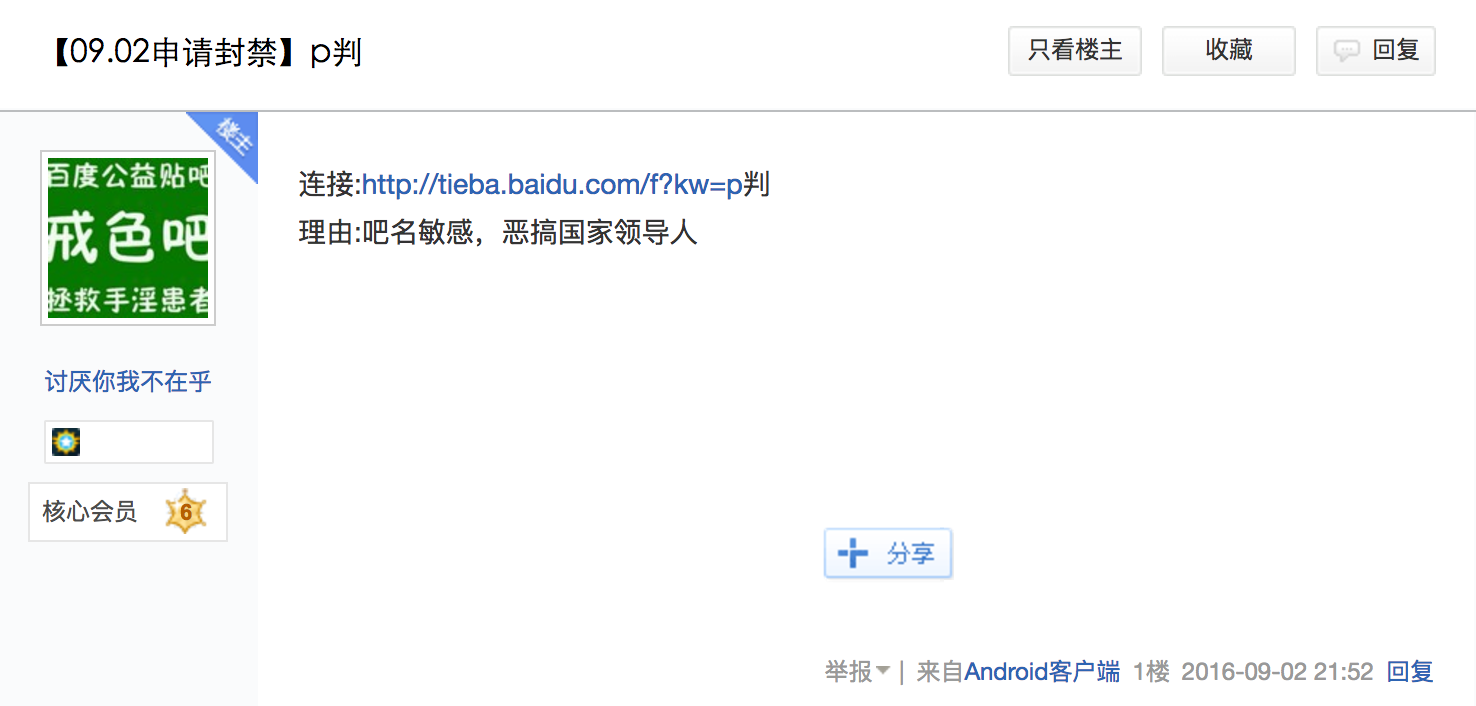 【09.02申请封禁】p判
只看楼主
收藏
回复
楼主
百度公益贴吧
戒色吧
拯救手淫患者
讨厌你我不在乎
核心会员 6
连接:http://tieba.baidu.com/f?kw=p判
理由:吧名敏感，恶搞国家领导人
分享
举报 | 来自Android客户端 1楼 2016-09-02 21:52 回复